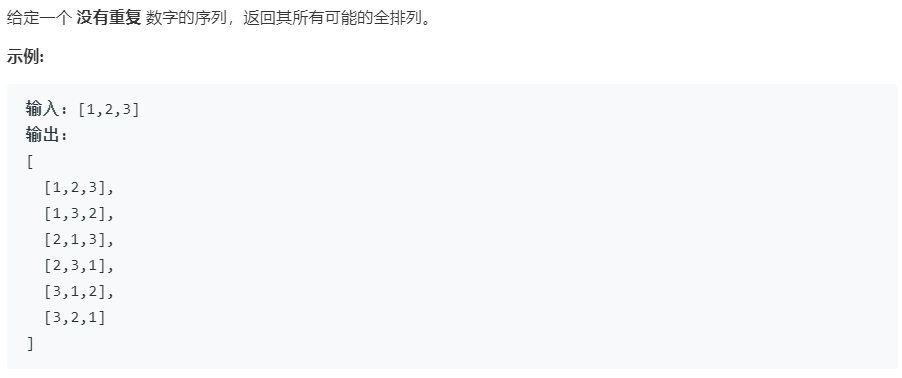 给定一个 没有重复 数字的序列，返回其所有可能的全排列。
示例:
输入: [1,2,3]
输出:
[
  [1,2,3],
  [1,3,2],
  [2,1,3],
  [2,3,1],
  [3,1,2],
  [3,2,1]
]